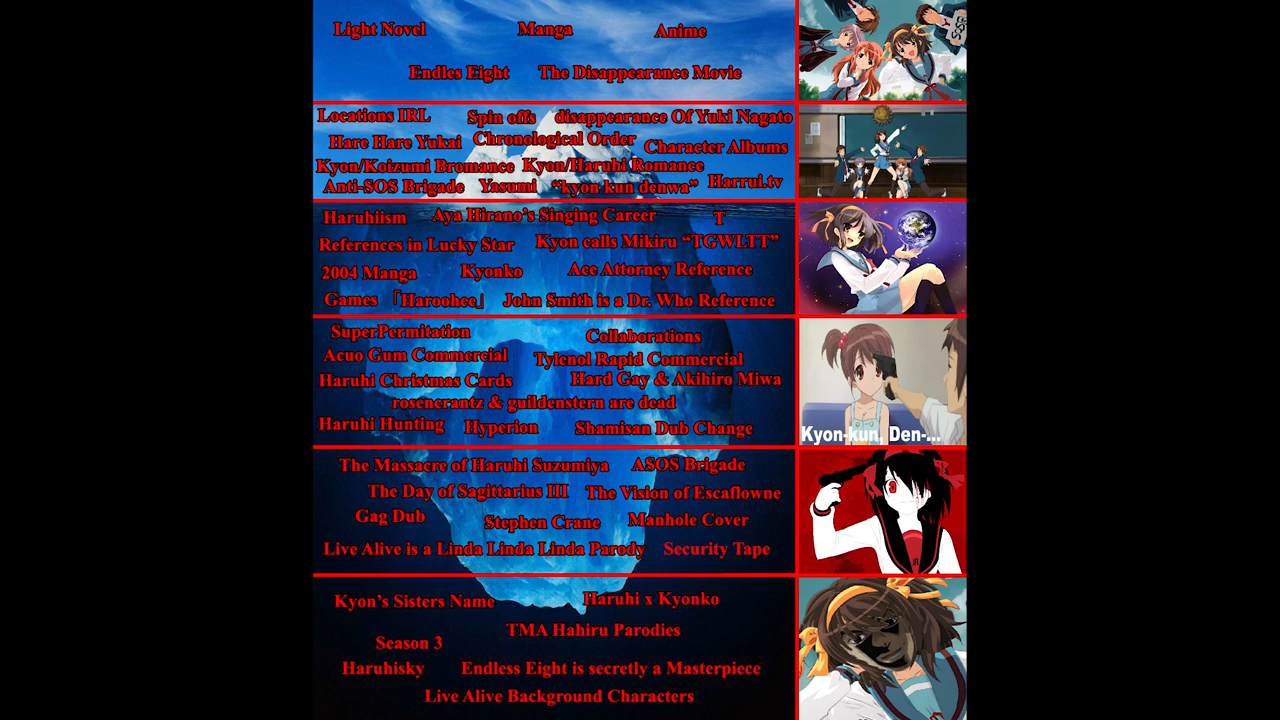 Light Novel Manga Anime
Endles Eight The Disappearance Movie
Locations IRL Spin offs disappearance Of Yuki Nagato
Hare Hare Yukai Chronological Order Character Albums
Kyon/Koizumi Bromance Kyon/Haruhi Romance
Anti-SOS Brigade Yasumi “kyon kun denwa” Harrui.tv
Haruhiism Aya Hirano’s Singing Career T
References in Lucky Star Kyon calls Mikiru “TGWLTT”
2004 Manga Kyonko Ace Attorney Reference
Games 「Haroohee」 John Smith is a Dr. Who Reference
SuperPermitation Collaborations
Acuo Gum Commercial Tylenol Rapid Commercial
Haruhi Christmas Cards Hard Gay & Akihiro Miwa
rosencrantz & guildenstern are dead
Haruhi Hunting Hyperion Shamisan Dub Change
Kyon-kun, Den-...
The Massacre of Haruhi Suzumiya ASOS Brigade
The Day of Sagittarius III The Vision of Escaflowne
Gag Dub Stephen Crane Manhole Cover
Live Alive is a Linda Linda Linda Parody Security Tape
Kyon’s Sisters Name Haruhi x Kyonko
TMA Hahiru Parodies
Season 3
Haruhisky Endless Eight is secretly a Masterpiece
Live Alive Background Characters